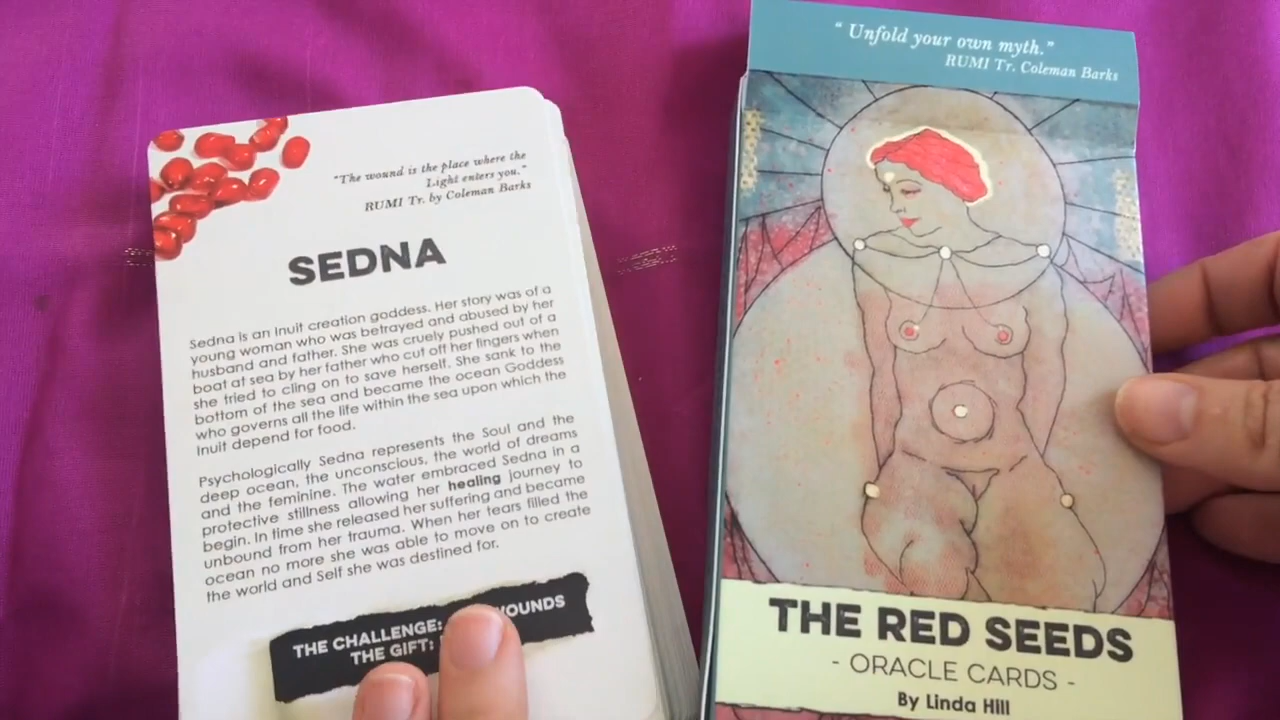 "The wound is the place where the
Light enters you."
RUMI Tr. by Coleman Barks
SEDNA
Sedna is an Inuit creation goddess. Her story was of a
young woman who was betrayed and abused by her
husband and father. She was cruely pushed out of a
boat at sea by her father who cut off her fingers when
she tried to cling on to save herself. She sank to the
bottom of the sea and became the ocean Goddess
who governs all the life within the sea upon which the
Inuit depend for food.
Psychologically Sedna represents the Soul and the
deep ocean, the unconscious, the world of dreams
and the feminine. The water embraced Sedna in a
protective stillness allowing her healing journey to
begin. In time she released her suffering and became
unbound from her trauma. When her tears filled the
ocean no more she was able to move on to create
the world and Self she was destined for.
THE CHALLENGE:
THE GIFT:
" Unfold your own myth."
RUMI Tr. Coleman Barks
THE RED SEEDS
- ORACLE CARDS -
By Linda Hill